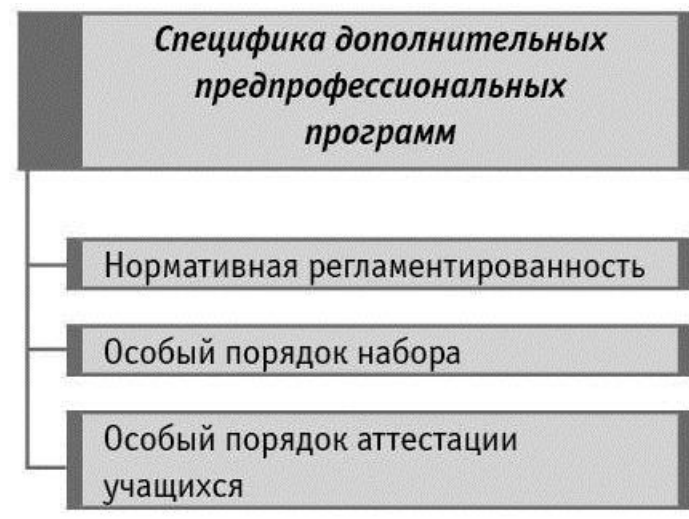 Специфика дополнительных
предпрофессиональных
программ
Нормативная регламентированность
Особый порядок набора
Особый порядок аттестации
учащихся